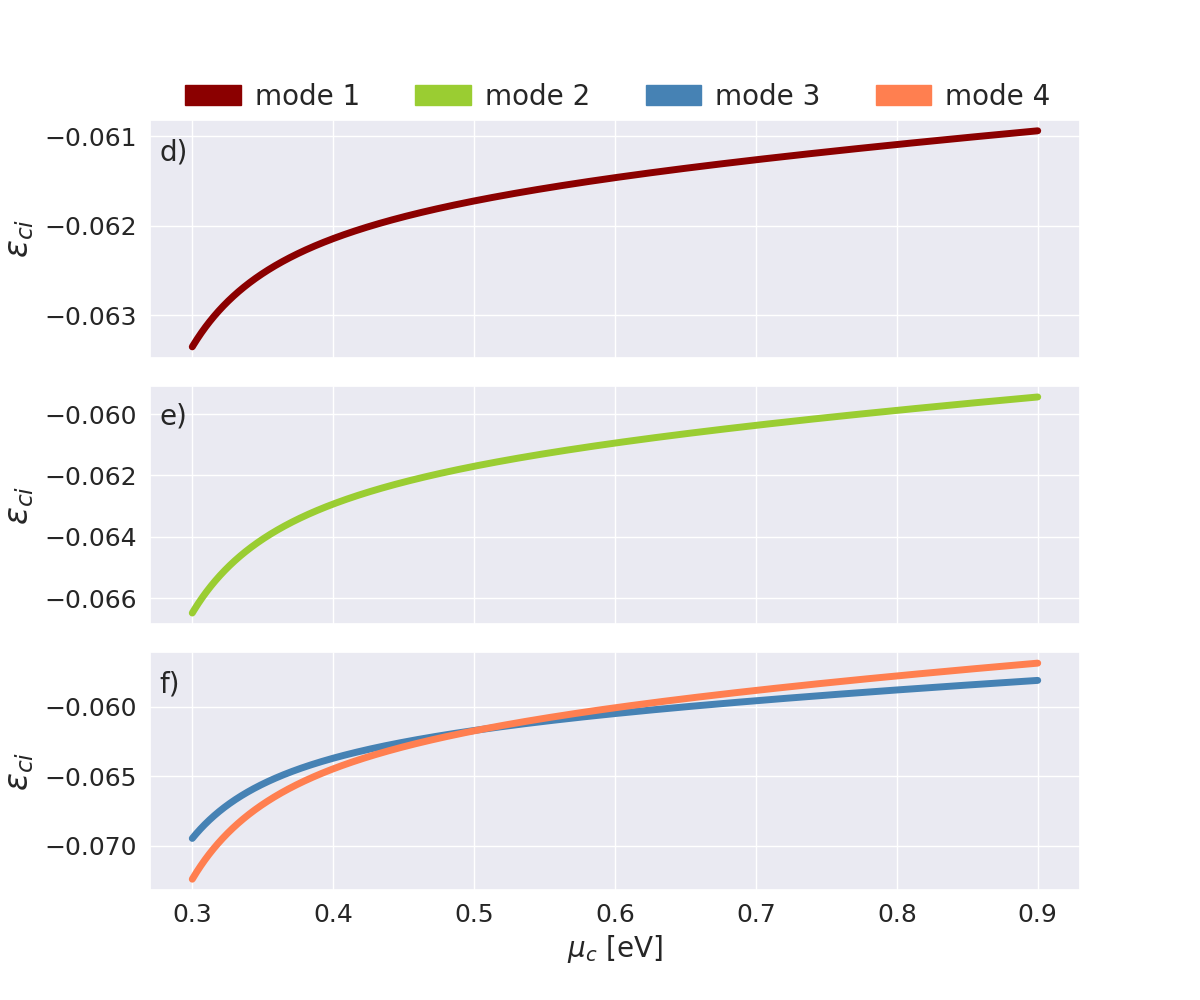 mode 1 mode 2 mode 3 mode 4
d)
−0.061
−0.062
−0.063
ε_ci
e)
−0.060
−0.062
−0.064
−0.066
ε_ci
f)
−0.060
−0.065
−0.070
ε_ci
0.3 0.4 0.5 0.6 0.7 0.8 0.9
μ_c [eV]